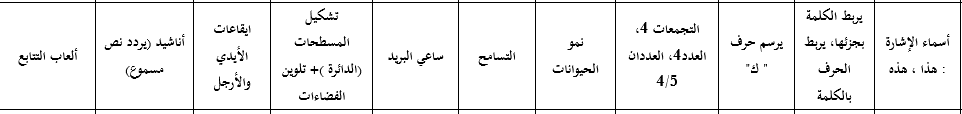 أسماء الإشارة
: هذا ، هذه
يربط الكلمة
بجزئها، يربط
الحرف
بالكلمة
يرسم حرف
" ك"
التجمعات 4،
العدد4، العددان
4/5
نمو
الحيوانات
التسامح
ساعي البريد
تشكيل
المسطحات
(الدائرة )+ تلوين
الفضاءات
ايقاعات
الأيدي
والأرجل
أناشيد (يردد نص
مسموع)
ألعاب التتابع